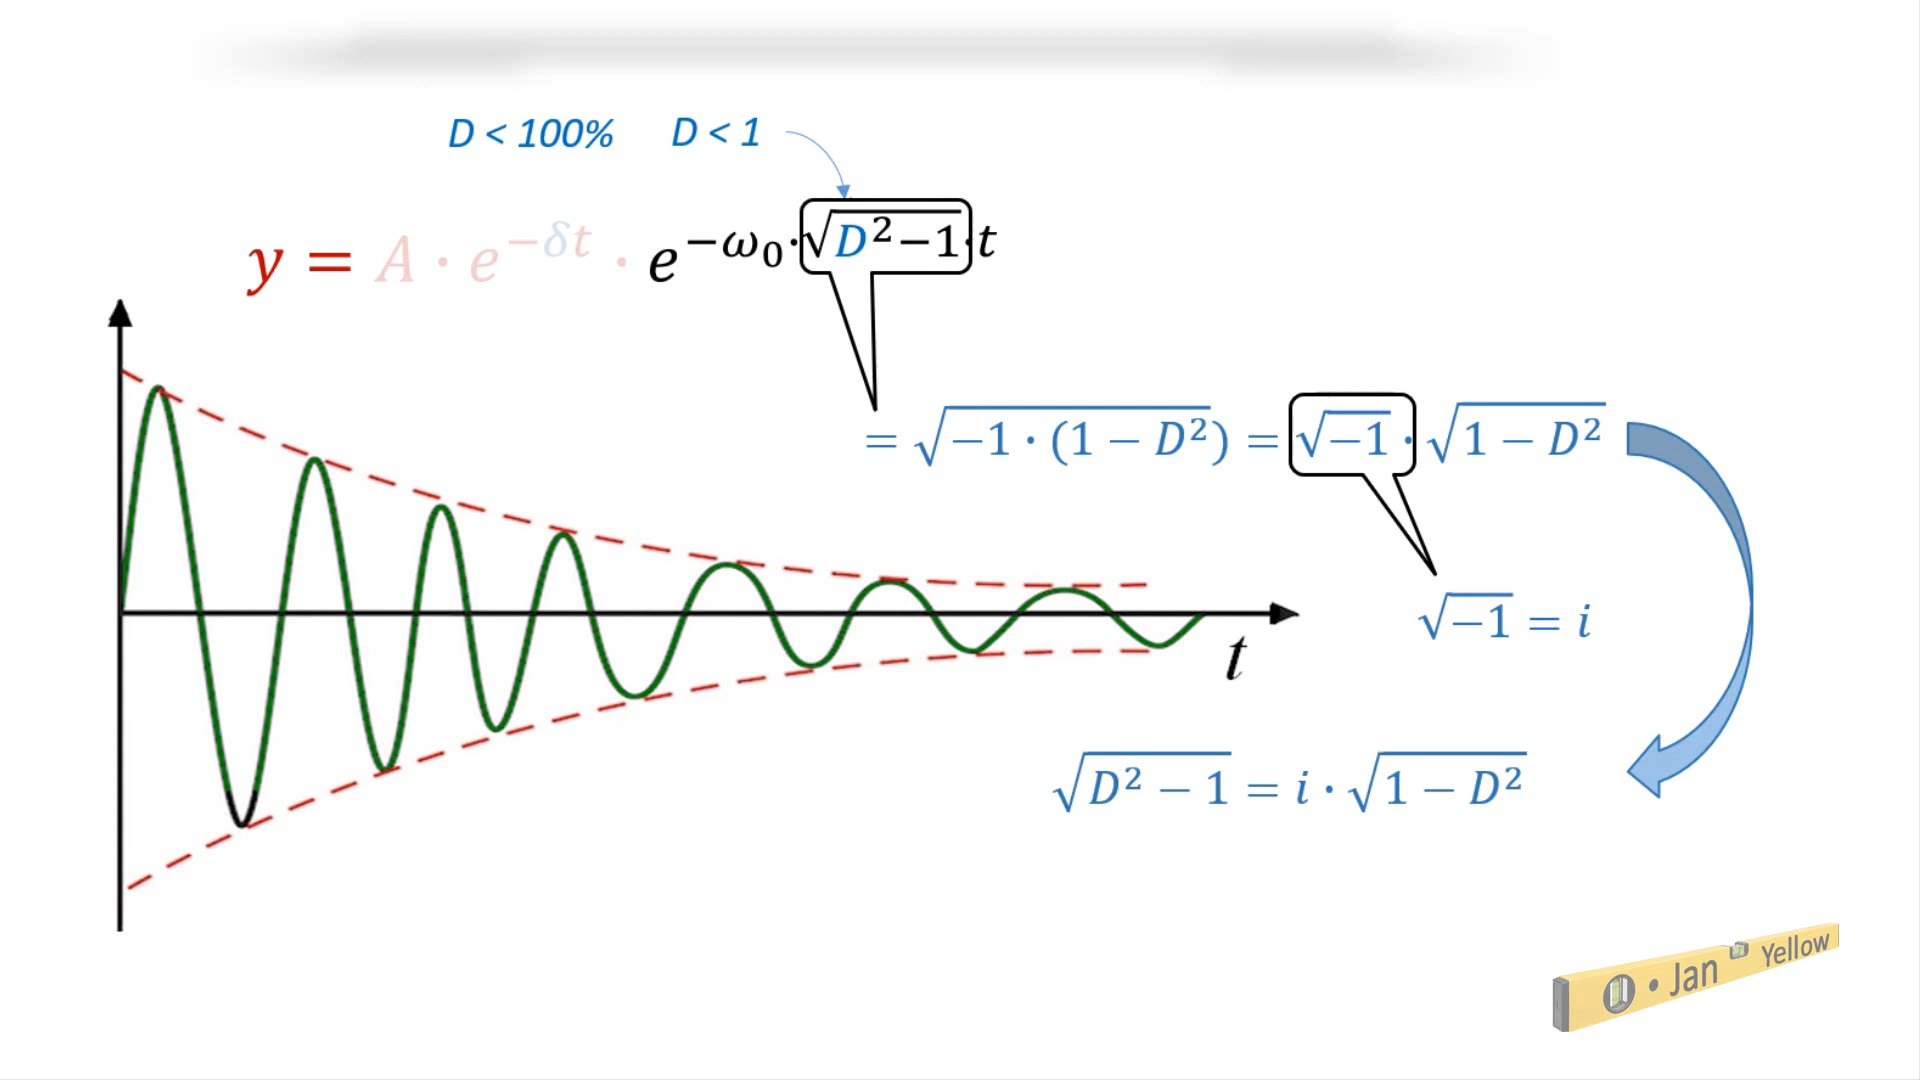 D < 100% D < 1
y = A · e^{−δt} · e^{−ω₀·√(D²−1)·t}
= √(−1 · (1 − D²)) = √−1 · √(1 − D²)
√−1 = i
t
√(D² − 1) = i · √(1 − D²)
• Jan Yellow